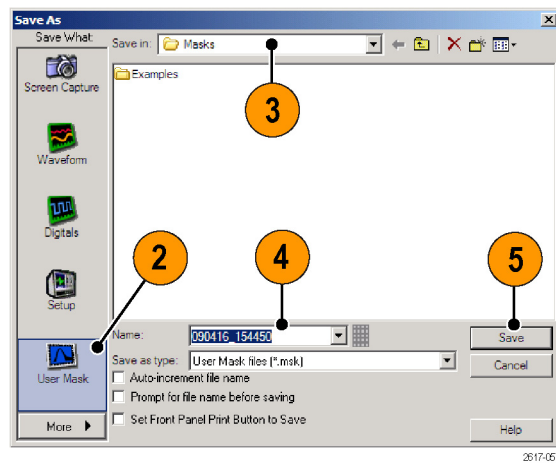 Save As
Save What:
Save in: Masks
Examples
Screen Capture
3
Waveform
Digitals
2
4
5
Setup
Name: 090416_154450
Save
Save as type: User Mask files (*.msk)
Cancel
User Mask
Auto-increment file name
Prompt for file name before saving
Set Front Panel Print Button to Save
More
Help
2617-05